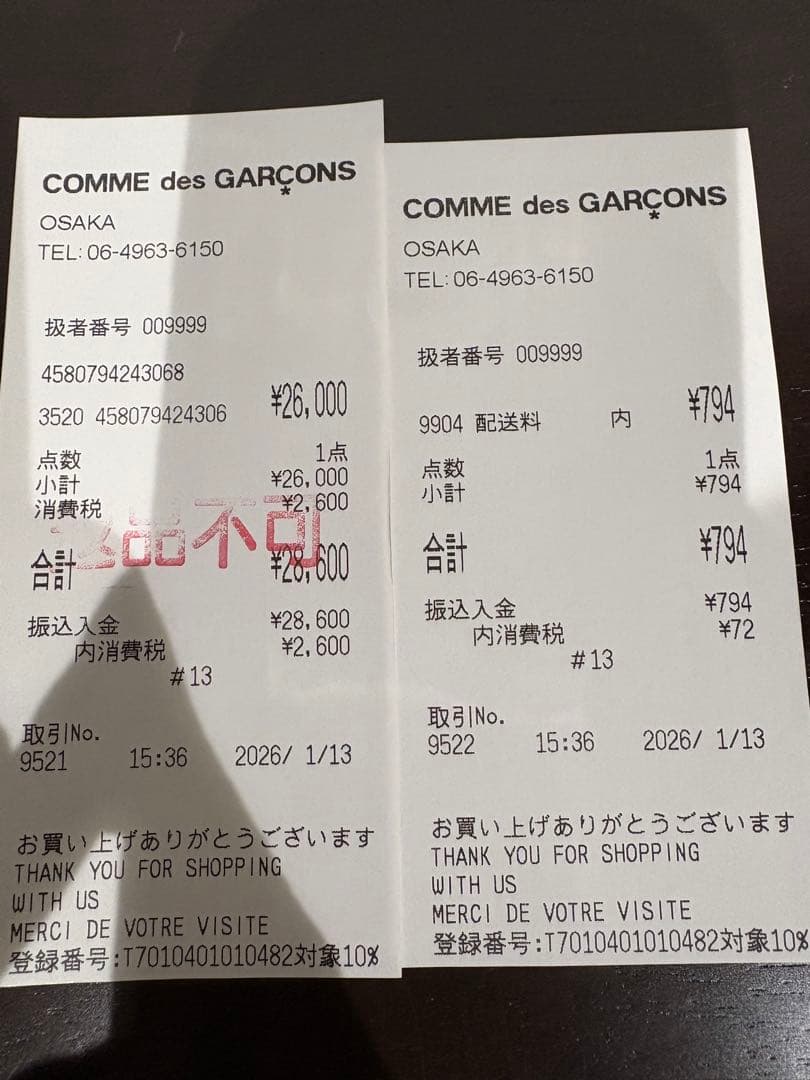 COMME des GARÇONS
*
OSAKA
TEL: 06-4963-6150
扱者番号 009999
4580794243068
3520 458079424306 ¥26,000
点数 1点
小計 ¥26,000
消費税 ¥2,600
返品不可
合計 ¥28,600
振込入金 ¥28,600
内消費税 ¥2,600
#13
取引No.
9521 15:36 2026/ 1/13
お買い上げありがとうございます
THANK YOU FOR SHOPPING
WITH US
MERCI DE VOTRE VISITE
登録番号:T7010401010482対象10%
COMME des GARÇONS
*
OSAKA
TEL: 06-4963-6150
扱者番号 009999
9904 配送料 内 ¥794
点数 1点
小計 ¥794
合計 ¥794
振込入金 ¥794
内消費税 ¥72
#13
取引No.
9522 15:36 2026/ 1/13
お買い上げありがとうございます
THANK YOU FOR SHOPPING
WITH US
MERCI DE VOTRE VISITE
登録番号:T7010401010482対象10%